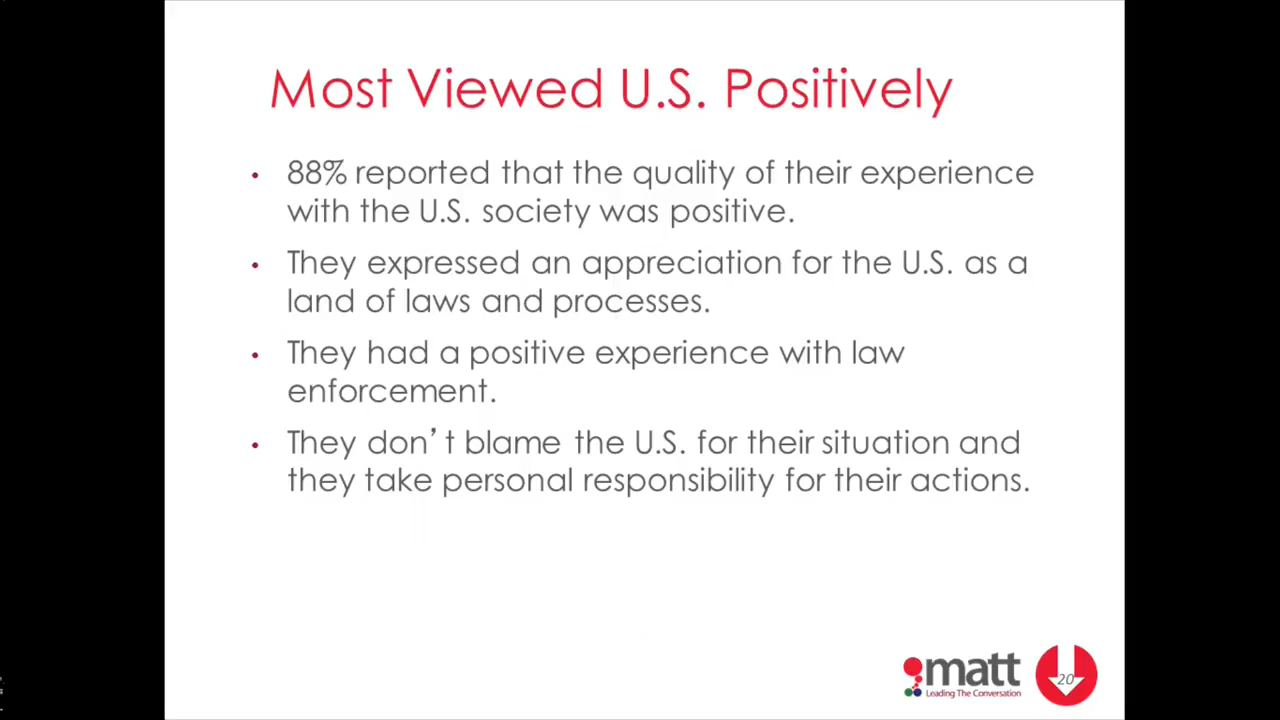 Most Viewed U.S. Positively
• 88% reported that the quality of their experience
with the U.S. society was positive.
• They expressed an appreciation for the U.S. as a
land of laws and processes.
• They had a positive experience with law
enforcement.
• They don’t blame the U.S. for their situation and
they take personal responsibility for their actions.
matt
Leading The Conversation
20